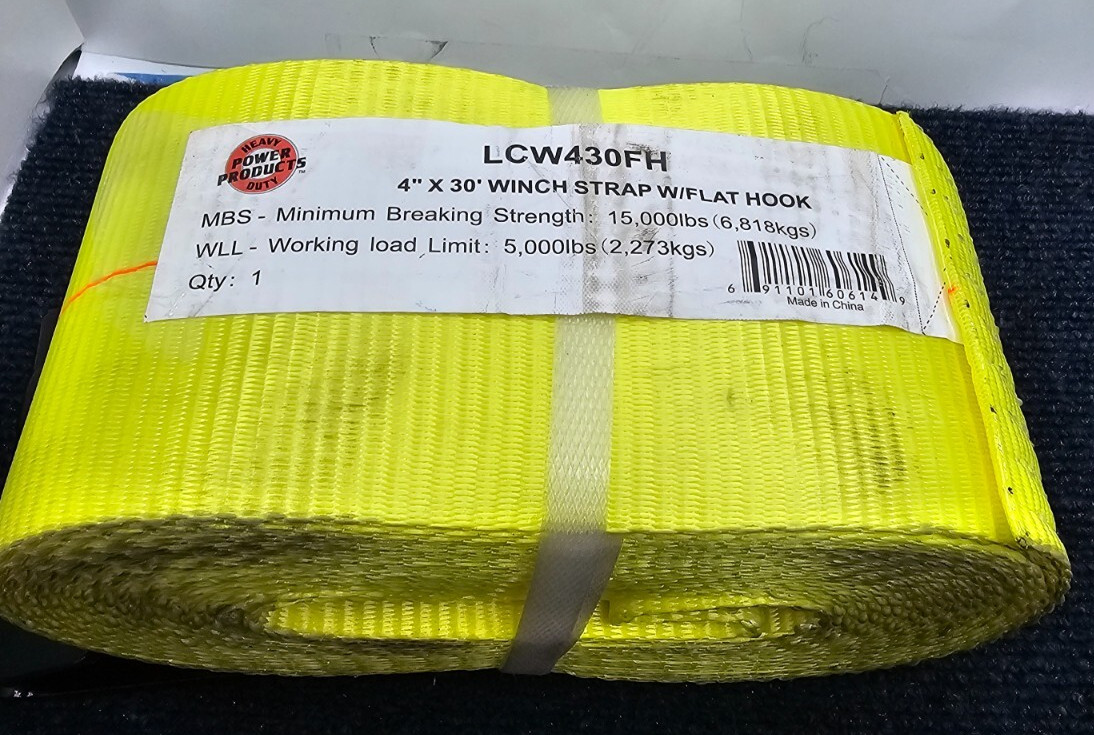 HEAVY
POWER
PRODUCTS
DUTY
TM
LCW430FH
4" X 30' WINCH STRAP W/FLAT HOOK
MBS - Minimum Breaking Strength: 15,000lbs(6,818kgs)
WLL - Working load Limit: 5,000lbs(2,273kgs)
Qty: 1
6 91101 60614 9
Made in China